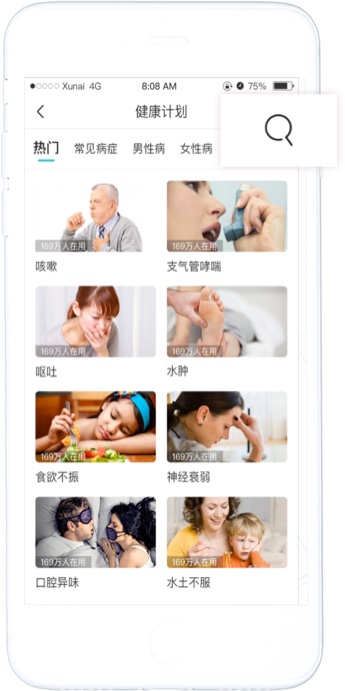 Xunai 4G 8:08 AM 75%
健康计划
热门 常见病症 男性病 女性病
169万人在用 169万人在用
咳嗽 支气管哮喘
169万人在用 169万人在用
呕吐 水肿
169万人在用 169万人在用
食欲不振 神经衰弱
169万人在用 169万人在用
口腔异味 水土不服